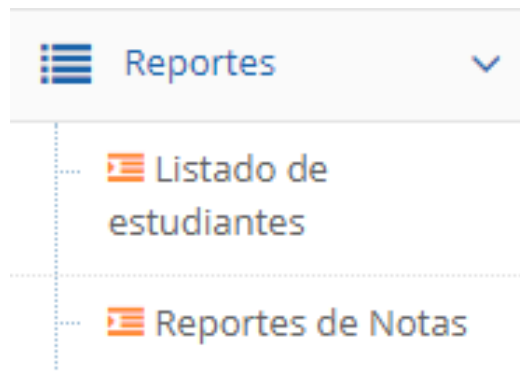 Reportes
Listado de
estudiantes
Reportes de Notas